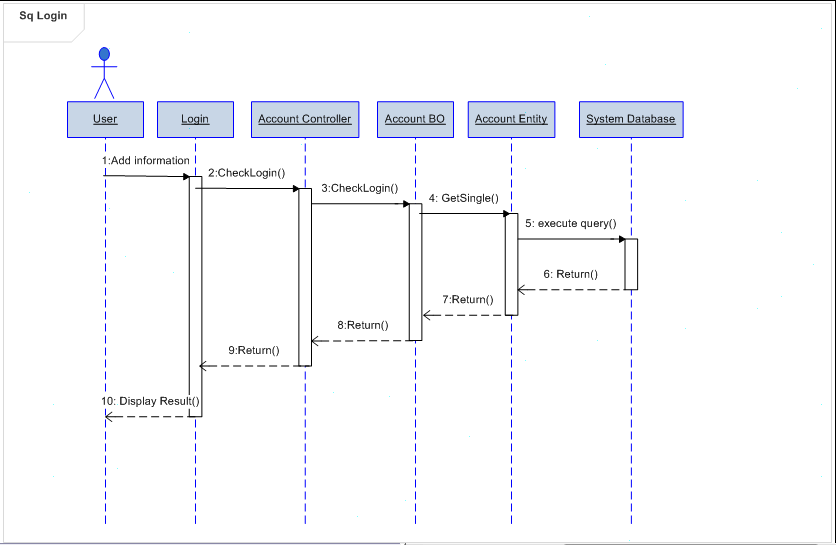 Sq Login
User
Login
Account Controller
Account BO
Account Entity
System Database
1:Add information
2:CheckLogin()
3:CheckLogin()
4: GetSingle()
5: execute query()
6: Return()
7:Return()
8:Return()
9:Return()
10: Display Result()